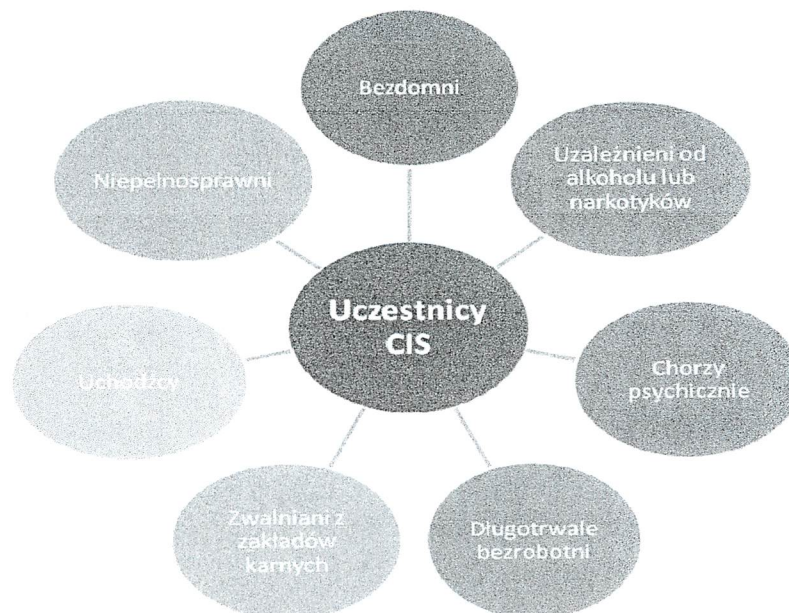 Bezdomni
Uzależnieni od
alkoholu lub
narkotyków
Chorzy
psychicznie
Długotrwale
bezrobotni
Zwalniani z
zakładów
karnych
Uchodźcy
Niepełnosprawni
Uczestnicy
CIS